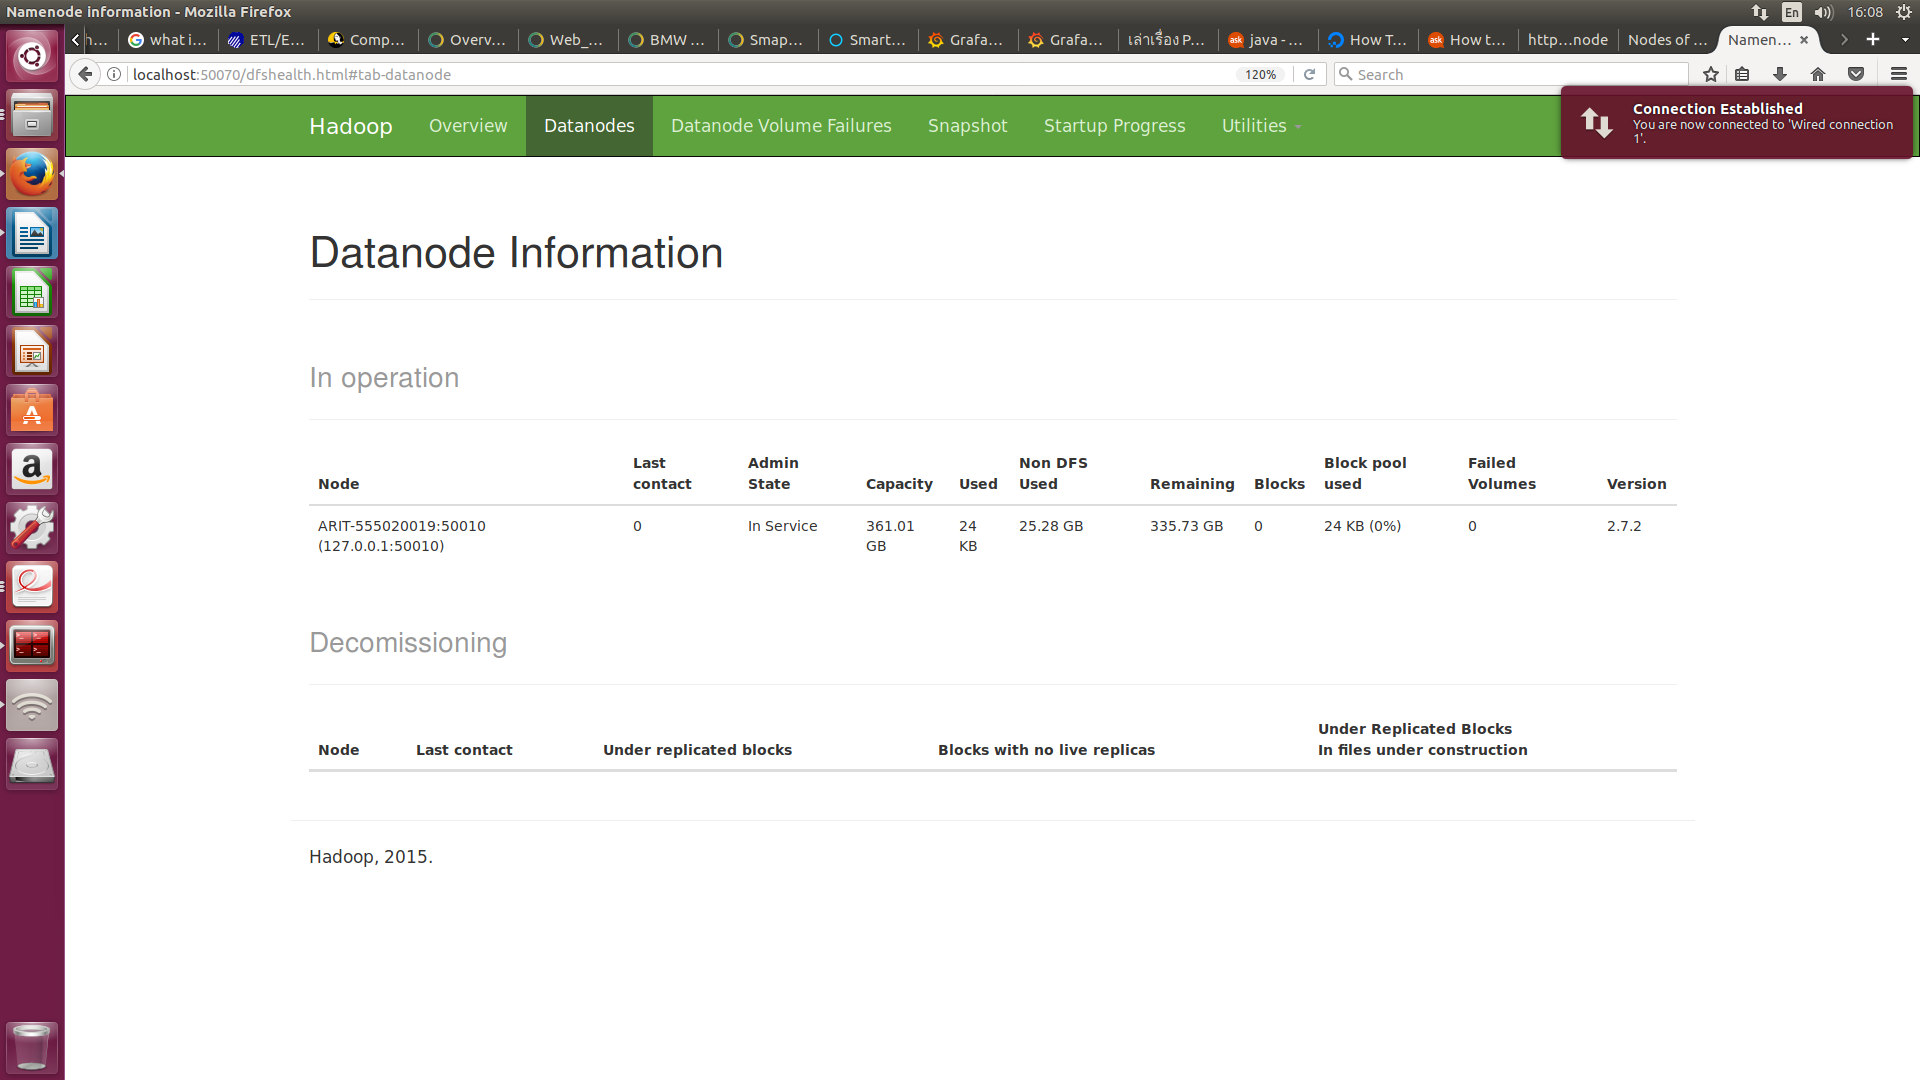 Namenode information - Mozilla Firefox
En
16:08
h...
what i...
ETL/E...
Comp...
Overv...
Web_...
BMW ...
Smap...
Smart...
Grafa...
Grafa...
เล่าเรื่อง P...
java - ...
How T...
How t...
http...node
Nodes of ...
Namen...
localhost:50070/dfshealth.html#tab-datanode
120%
Search
Connection Established
You are now connected to 'Wired connection
1'.
Hadoop
Overview
Datanodes
Datanode Volume Failures
Snapshot
Startup Progress
Utilities
Datanode Information
In operation
Node
Last contact
Admin State
Capacity
Used
Non DFS Used
Remaining
Blocks
Block pool used
Failed Volumes
Version
ARIT-555020019:50010
(127.0.0.1:50010)
0
In Service
361.01 GB
24 KB
25.28 GB
335.73 GB
0
24 KB (0%)
0
2.7.2
Decomissioning
Node
Last contact
Under replicated blocks
Blocks with no live replicas
Under Replicated Blocks
In files under construction
Hadoop, 2015.